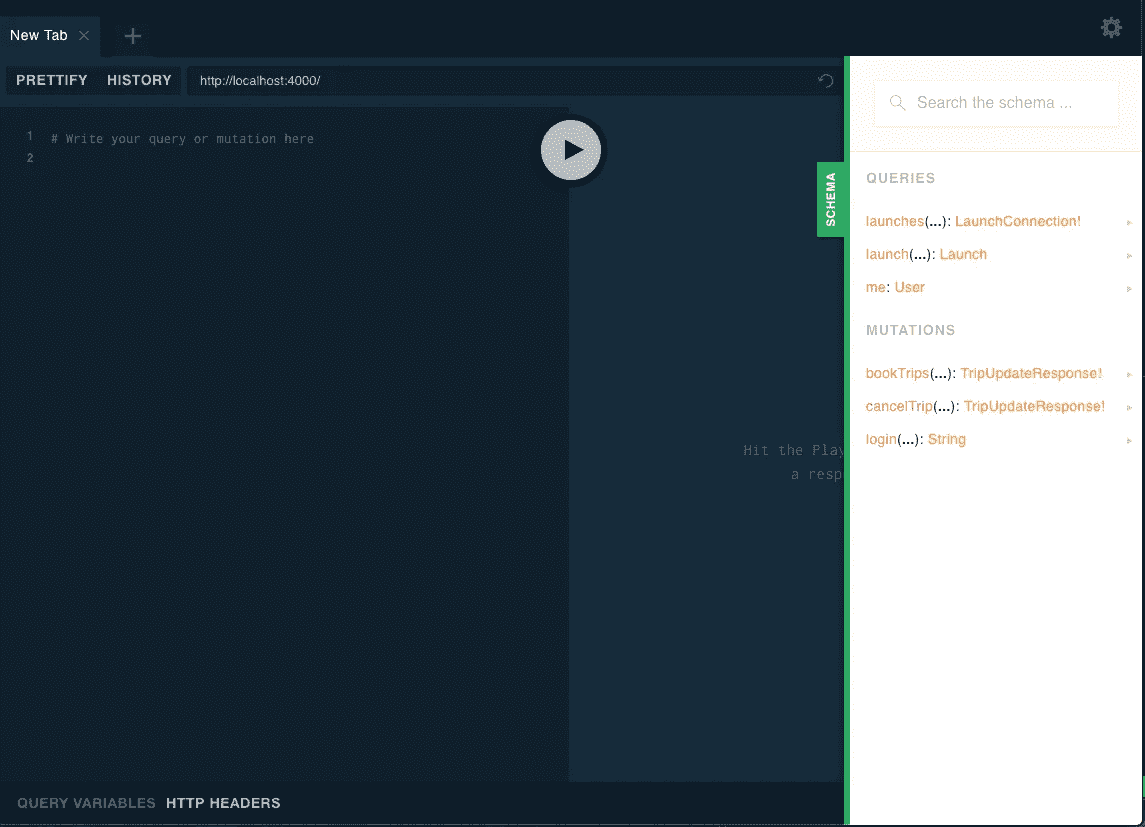 New Tab
PRETTIFY HISTORY http://localhost:4000/
1 # Write your query or mutation here
2
Hit the Play
a resp
QUERY VARIABLES HTTP HEADERS
SCHEMA
Search the schema ...
QUERIES
launches(...): LaunchConnection!
launch(...): Launch
me: User
MUTATIONS
bookTrips(...): TripUpdateResponse!
cancelTrip(...): TripUpdateResponse!
login(...): String